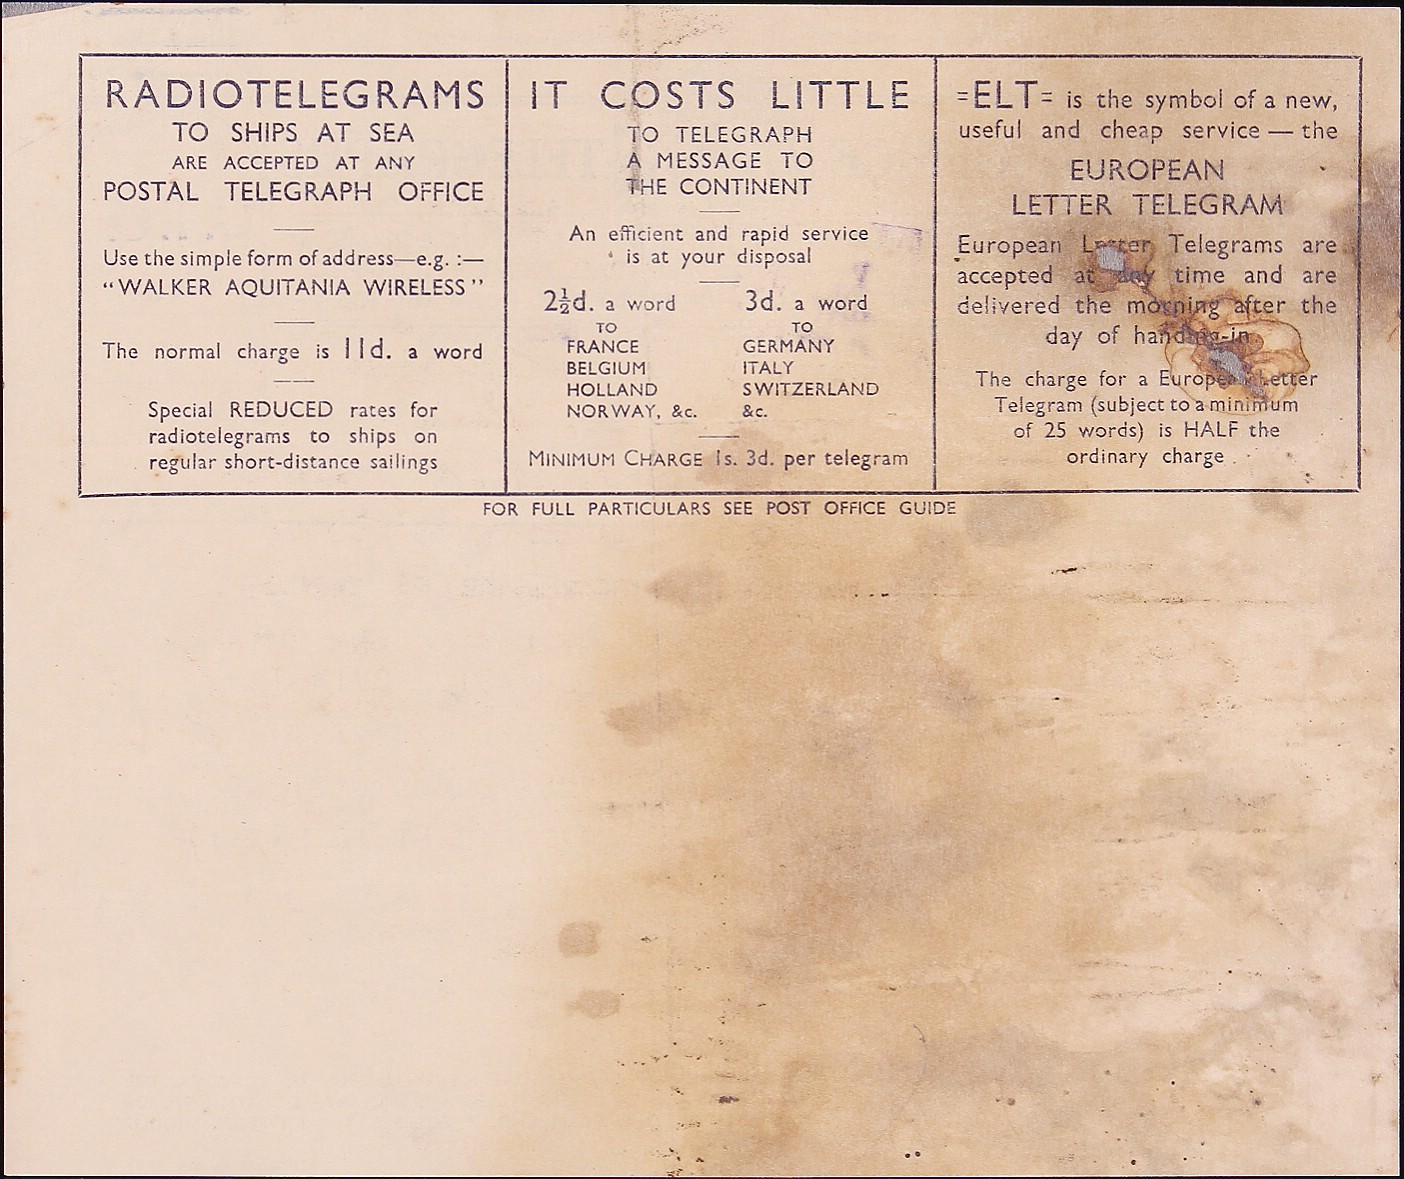 RADIOTELEGRAMS
TO SHIPS AT SEA
ARE ACCEPTED AT ANY
POSTAL TELEGRAPH OFFICE
Use the simple form of address—e.g. :—
“WALKER AQUITANIA WIRELESS”
The normal charge is 11d. a word
Special REDUCED rates for
radiotelegrams to ships on
regular short-distance sailings
IT COSTS LITTLE
TO TELEGRAPH
A MESSAGE TO
THE CONTINENT
An efficient and rapid service
is at your disposal
2½d. a word
TO
FRANCE
BELGIUM
HOLLAND
NORWAY, &c.
3d. a word
TO
GERMANY
ITALY
SWITZERLAND
&c.
MINIMUM CHARGE 1s. 3d. per telegram
=ELT= is the symbol of a new,
useful and cheap service — the
EUROPEAN
LETTER TELEGRAM
European Letter Telegrams are
accepted at any time and are
delivered the morning after the
day of handing-in
The charge for a European Letter
Telegram (subject to a minimum
of 25 words) is HALF the
ordinary charge
FOR FULL PARTICULARS SEE POST OFFICE GUIDE